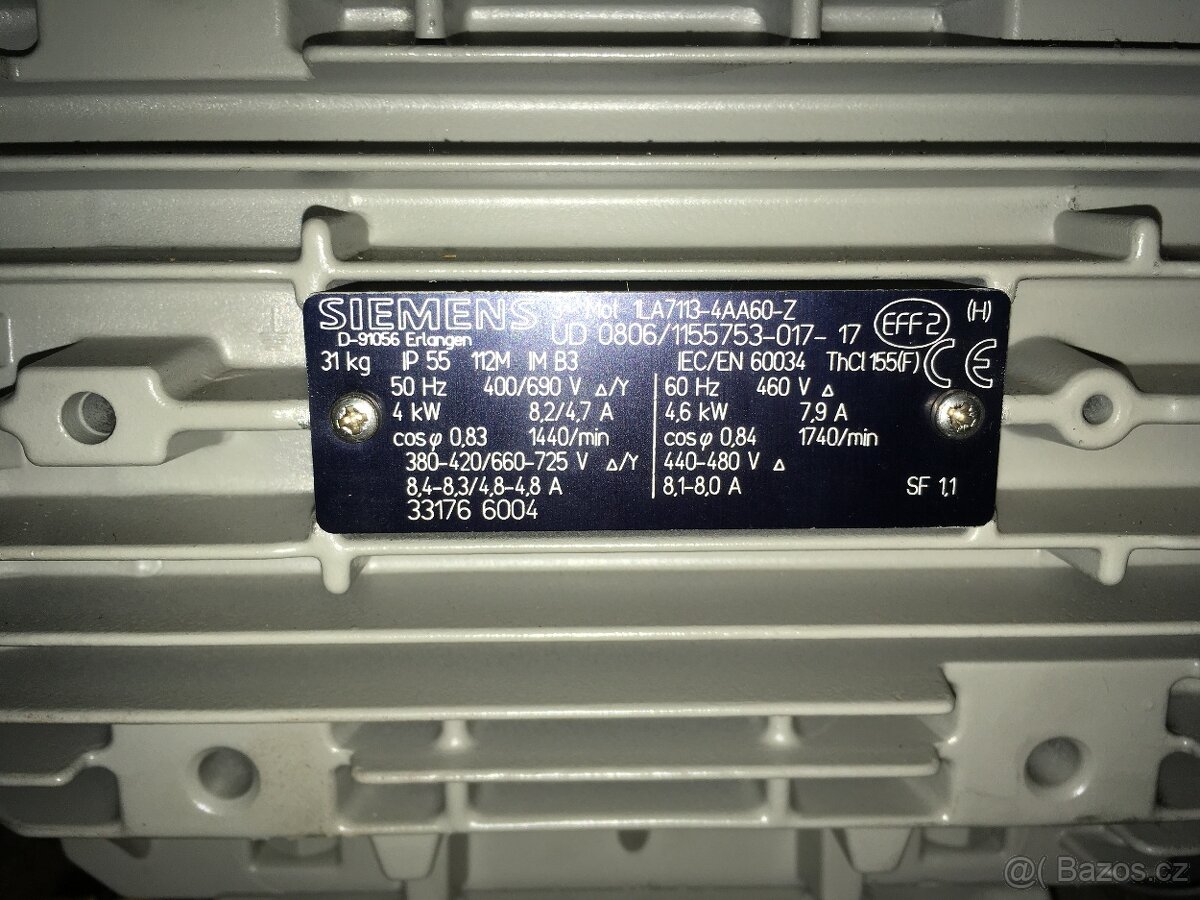 SIEMENS Mot 1LA7113-4AA60-Z EFF2 (H)
D-91056 Erlangen UD 0806/1155753-017-17
31 kg IP 55 112M IM B3 IEC/EN 60034 ThCl 155(F) CE
50 Hz 400/690 V Δ/Y 60 Hz 460 V Δ
4 kW 8,2/4,7 A 4,6 kW 7,9 A
cos φ 0,83 1440/min cos φ 0,84 1740/min
380-420/660-725 V Δ/Y 440-480 V Δ
8,4-8,3/4,8-4,8 A 8,1-8,0 A SF 1,1
33176 6004
@( Bazos.cz